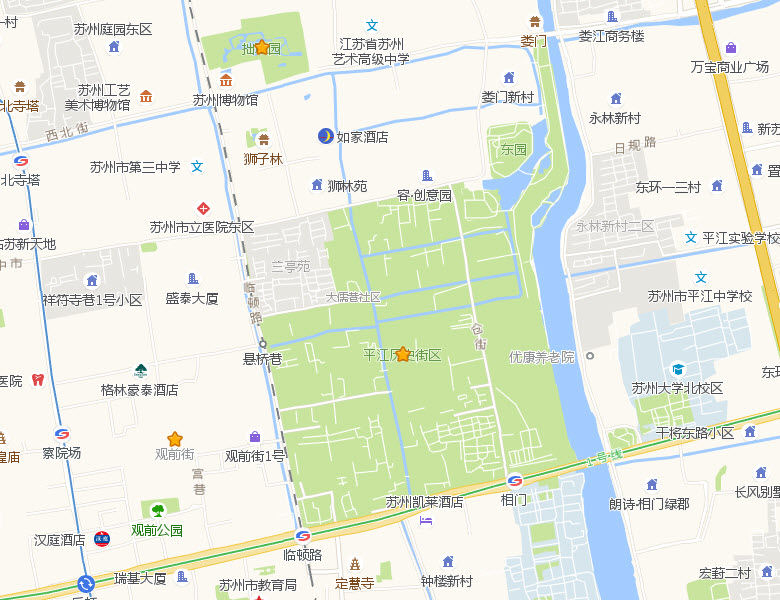 一村
苏州庭园东区
江苏省苏州
艺术高级中学
娄门
娄江商务楼
万宝商业广场
苏州工艺
美术博物馆
苏州博物馆
娄门新村
永林新村
北寺塔
西北街
如家酒店
日规路
狮子林
东园
北寺塔
苏州市第三中学
狮林苑
容·创意园
东环一三村
苏州市立医院东区
永林新村二区
平江实验学校
兰亭苑
祥符寺巷1号小区
盛泰大厦
临顿路
大儒巷社区
苏州市平江中学校
仓街
悬桥巷
平江历史街区
优康养老院
格林豪泰酒店
医院
苏州大学北校区
东环
察院场
观前街
观前街1号
干将东路小区
1号线
宫巷
苏州凯莱酒店
相门
朗诗·相门绿郡
长风别墅
观前公园
汉庭酒店
临顿路
瑞基大厦
苏州市教育局
定慧寺
钟楼新村
宏葑二村